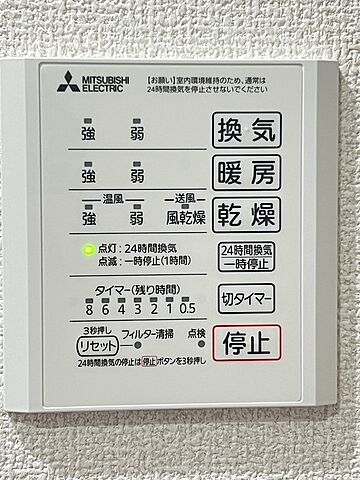 MITSUBISHI ELECTRIC
【お願い】室内環境維持のため、通常は
24時間換気を停止させないでください
強 弱 換気
強 弱 暖房
温風 送風
強 弱 風乾燥 乾燥
点灯:24時間換気
点滅:一時停止(1時間)
24時間換気
一時停止
タイマー(残り時間)
8 6 4 3 2 1 0.5
切タイマー
3秒押し
リセット フィルター清掃 点検
停止
24時間換気の停止は停止ボタンを3秒押し